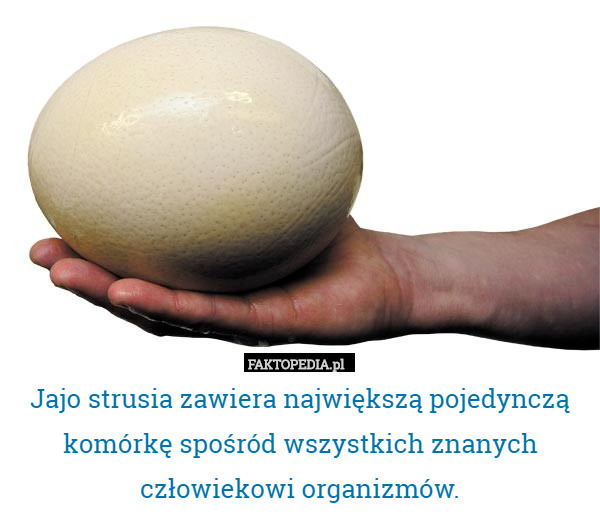 FAKTOPEDIA.pl
Jajo strusia zawiera największą pojedynczą
komórkę spośród wszystkich znanych
człowiekowi organizmów.